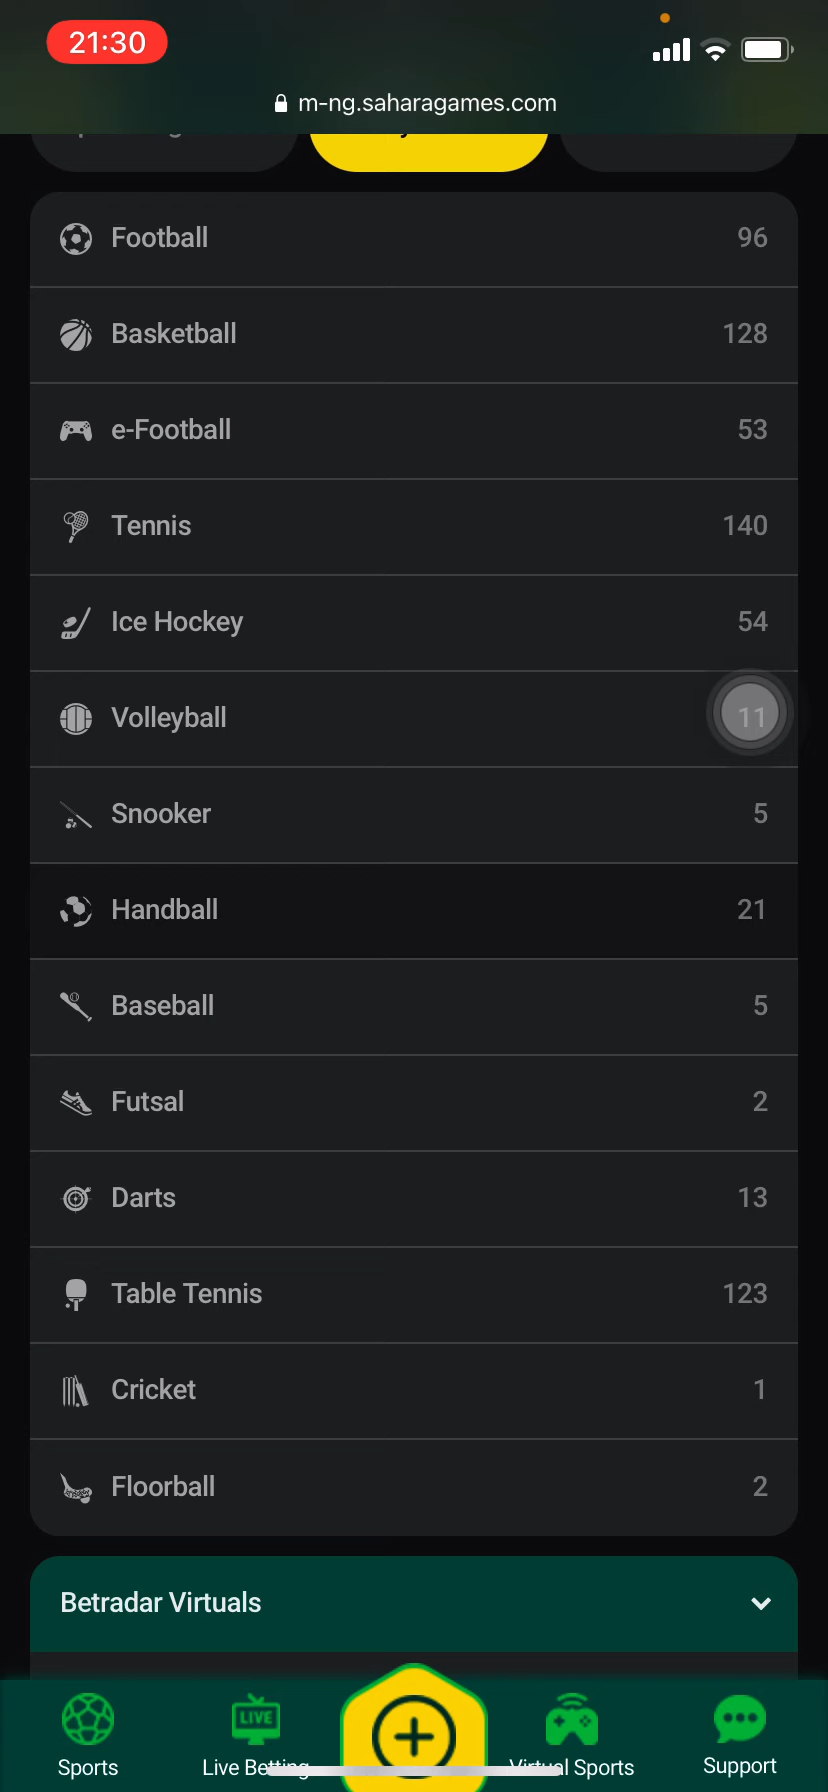 21:30
m-ng.saharagames.com
Football 96
Basketball 128
e-Football 53
Tennis 140
Ice Hockey 54
Volleyball 11
Snooker 5
Handball 21
Baseball 5
Futsal 2
Darts 13
Table Tennis 123
Cricket 1
Floorball 2
Betradar Virtuals
LIVE
Sports Live Betting Virtual Sports Support